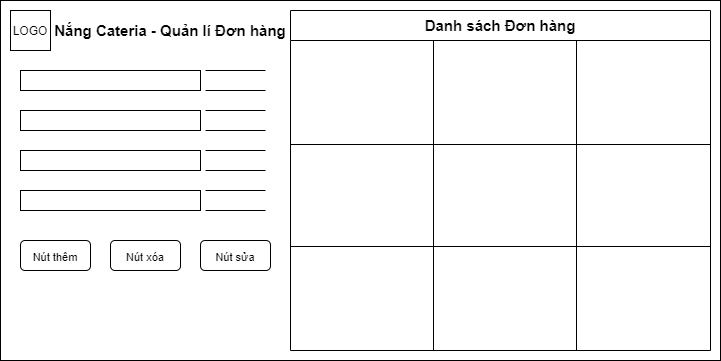 LOGO
Nắng Cateria - Quản lí Đơn hàng
Danh sách Đơn hàng
Nút thêm
Nút xóa
Nút sửa